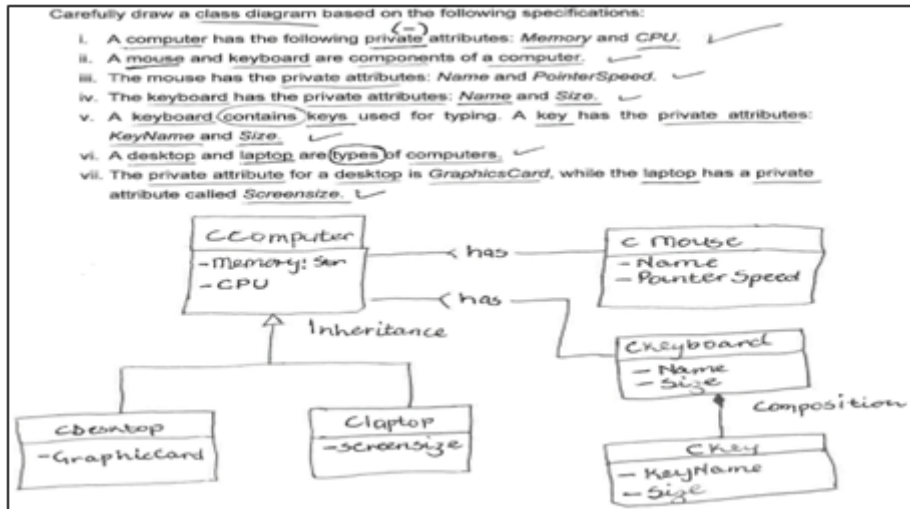 Carefully draw a class diagram based on the following specifications:
(-)
i. A computer has the following private attributes: Memory and CPU.
ii. A mouse and keyboard are components of a computer.
iii. The mouse has the private attributes: Name and PointerSpeed.
iv. The keyboard has the private attributes: Name and Size.
v. A keyboard contains keys used for typing. A key has the private attributes:
KeyName and Size.
vi. A desktop and laptop are types of computers.
vii. The private attribute for a desktop is GraphicsCard, while the laptop has a private
attribute called Screensize.
CComputer
-Memory:
-CPU
has
has
C Mouse
-Name
-PointerSpeed
Inheritance
CKeyboard
-Name
-Size
Composition
CDesktop
-GraphicCard
Claptop
-screensize
CKey
-KeyName
-Size